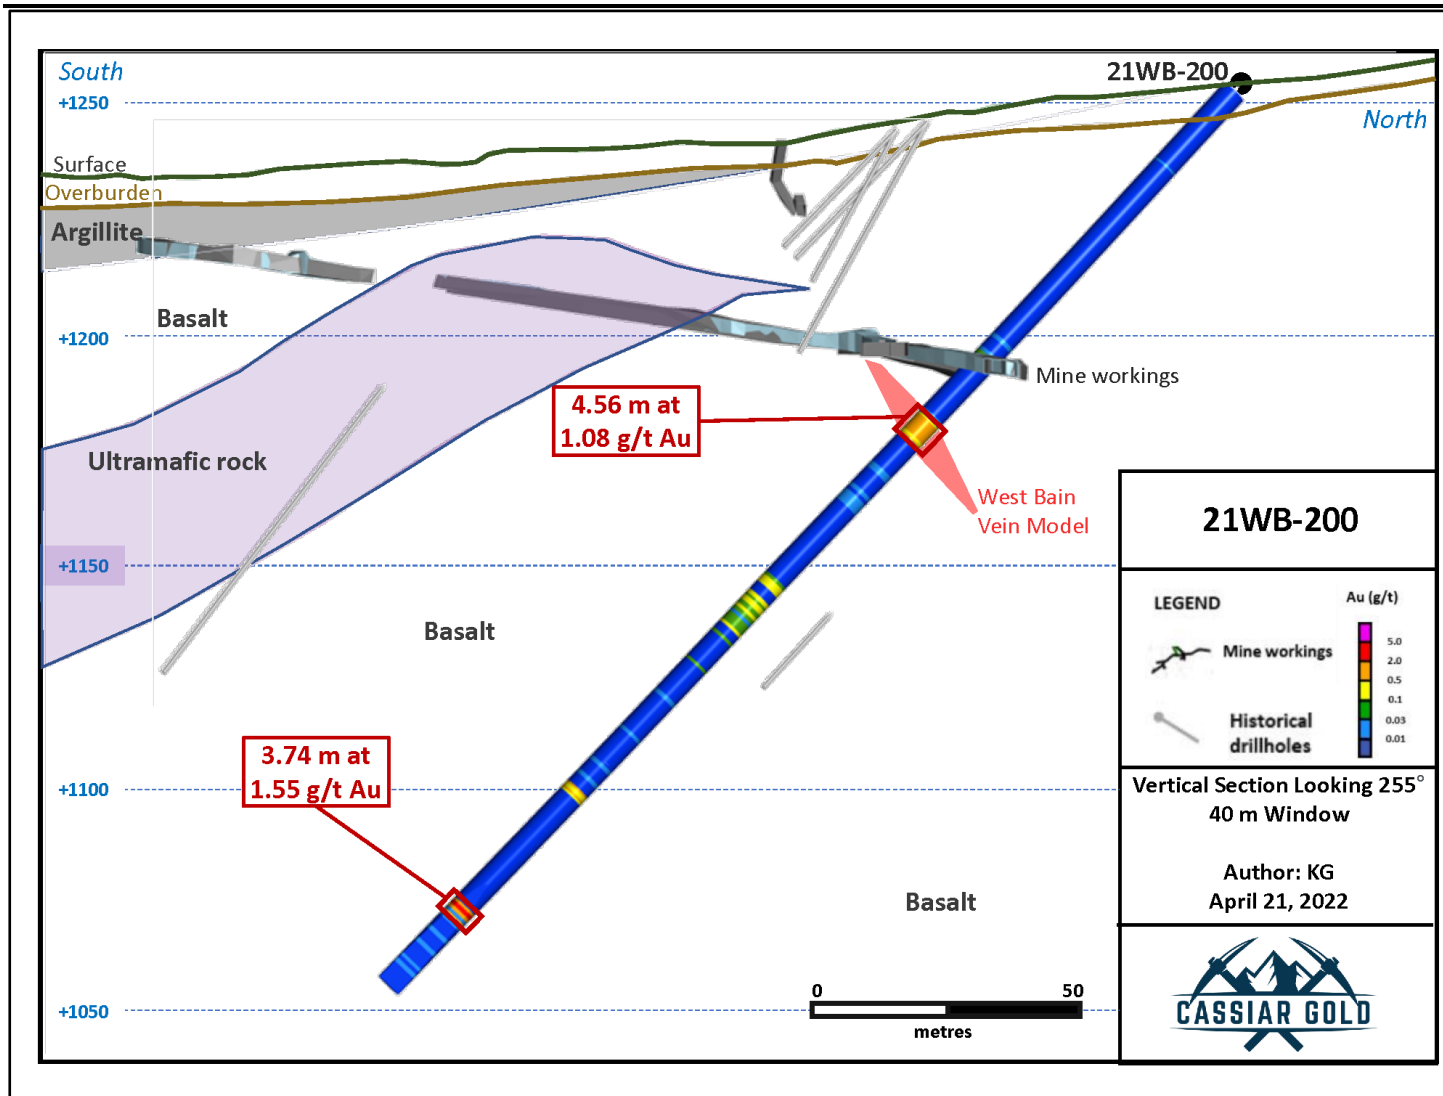 South
21WB-200
+1250
North
Surface
Overburden
Argillite
Basalt
+1200
Mine workings
4.56 m at
1.08 g/t Au
Ultramafic rock
West Bain
Vein Model
21WB-200
+1150
LEGEND
Au (g/t)
Mine workings
5.0
2.0
0.5
0.1
0.03
0.01
Historical
drillholes
Basalt
3.74 m at
1.55 g/t Au
+1100
Vertical Section Looking 255°
40 m Window
Author: KG
April 21, 2022
Basalt
0 50
metres
+1050
CASSIAR GOLD